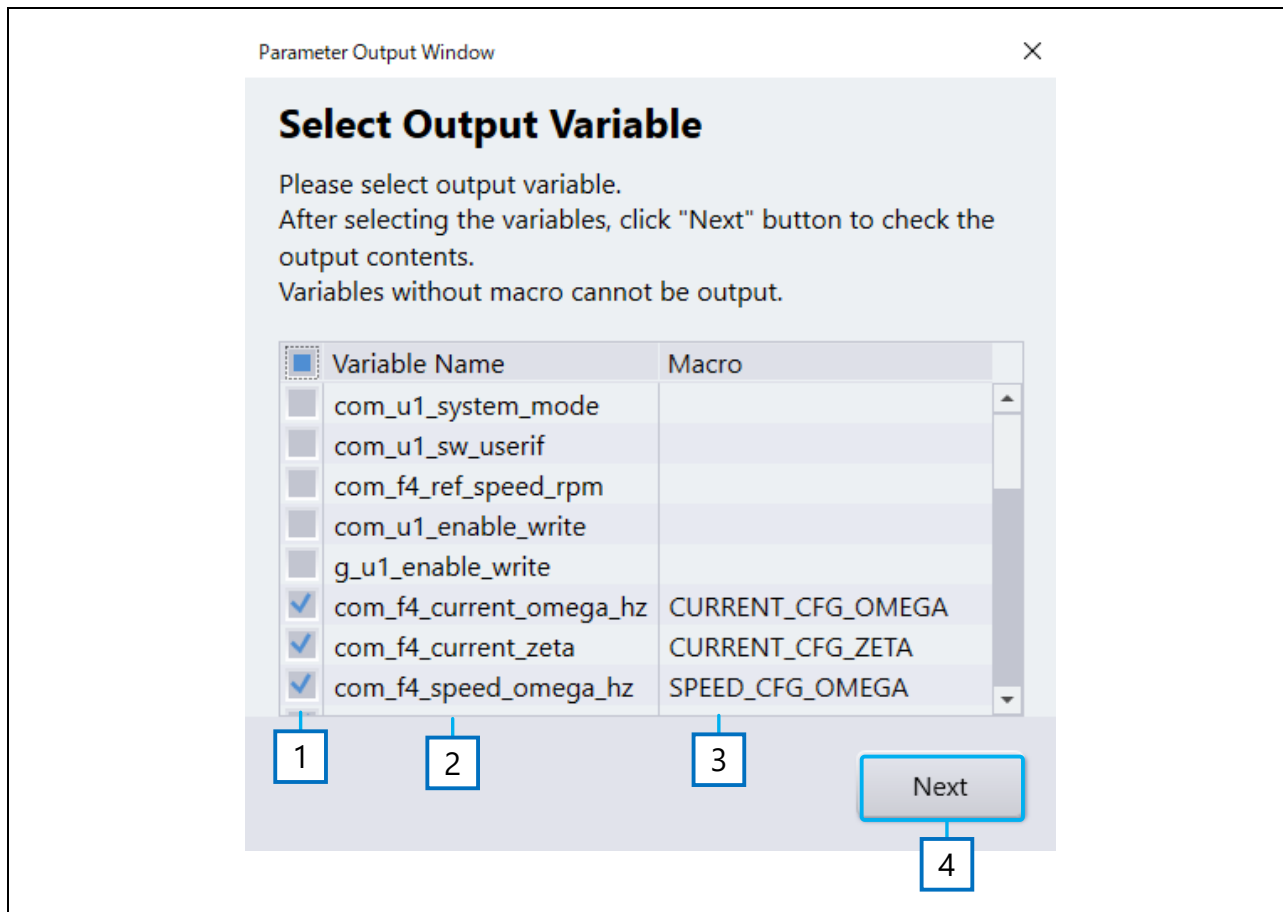 Parameter Output Window
Select Output Variable
Please select output variable.
After selecting the variables, click "Next" button to check the
output contents.
Variables without macro cannot be output.
Variable Name Macro
com_u1_system_mode
com_u1_sw_userif
com_f4_ref_speed_rpm
com_u1_enable_write
g_u1_enable_write
com_f4_current_omega_hz CURRENT_CFG_OMEGA
com_f4_current_zeta CURRENT_CFG_ZETA
com_f4_speed_omega_hz SPEED_CFG_OMEGA
1 2 3
Next
4